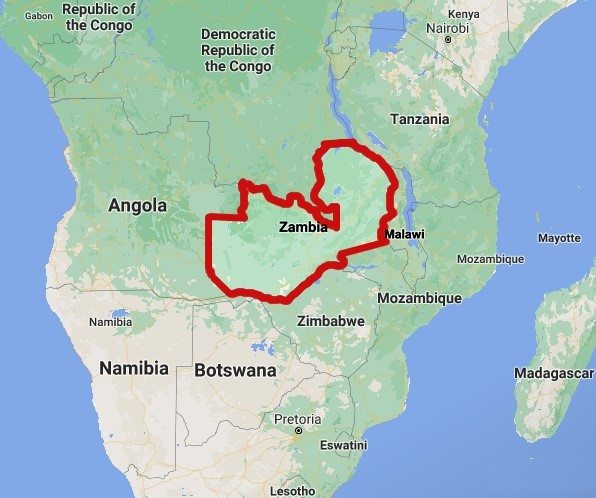 Gabon
Republic of
the Congo
Democratic
Republic of
the Congo
Kenya
Nairobi
Tanzania
Angola
Zambia
Malawi
Mayotte
Mozambique
Mozambique
Zimbabwe
Namibia
Namibia
Botswana
Madagascar
Pretoria
Eswatini
Lesotho